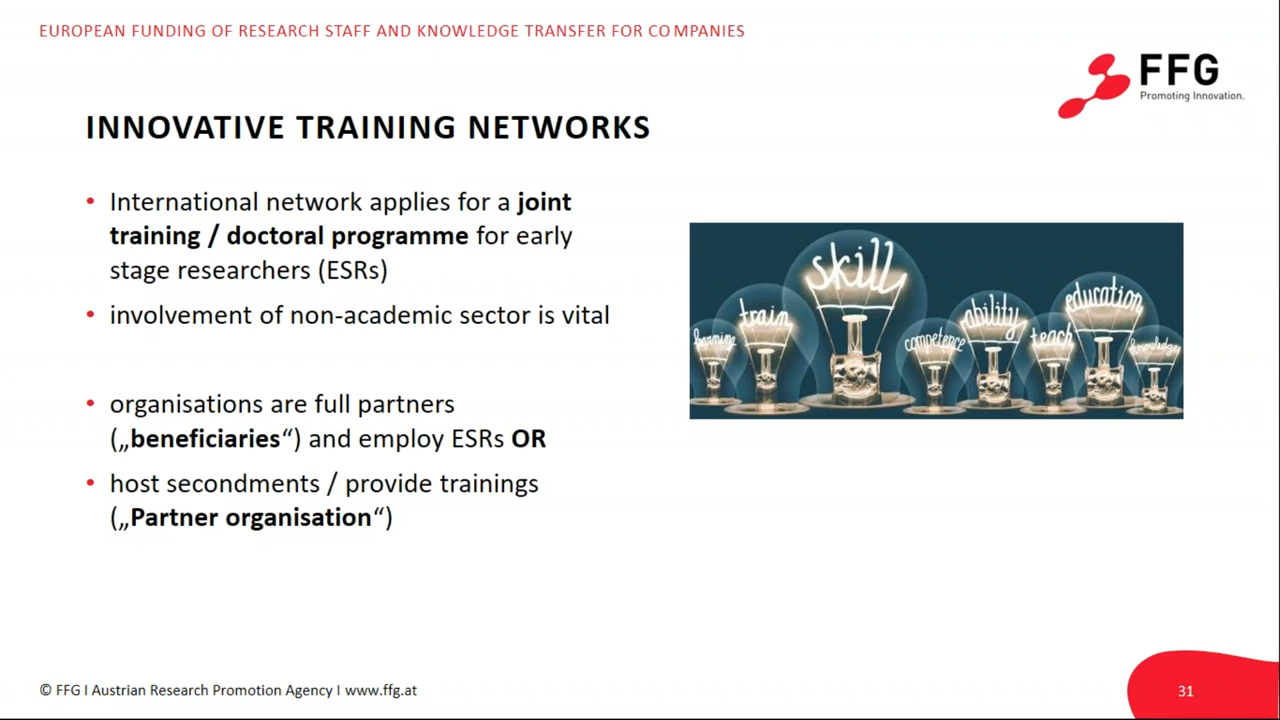 EUROPEAN FUNDING OF RESEARCH STAFF AND KNOWLEDGE TRANSFER FOR COMPANIES
FFG
Promoting Innovation.
INNOVATIVE TRAINING NETWORKS
• International network applies for a joint
training / doctoral programme for early
stage researchers (ESRs)
• involvement of non-academic sector is vital
• organisations are full partners
(„beneficiaries“) and employ ESRs OR
• host secondments / provide trainings
(„Partner organisation“)
learning
train
skill
competence
ability
teach
education
knowledge
© FFG I Austrian Research Promotion Agency I www.ffg.at
31